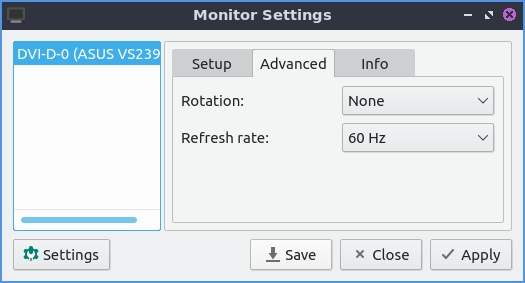 Monitor Settings
DVI-D-0 (ASUS VS239
Setup Advanced Info
Rotation: None
Refresh rate: 60 Hz
Settings Save Close Apply